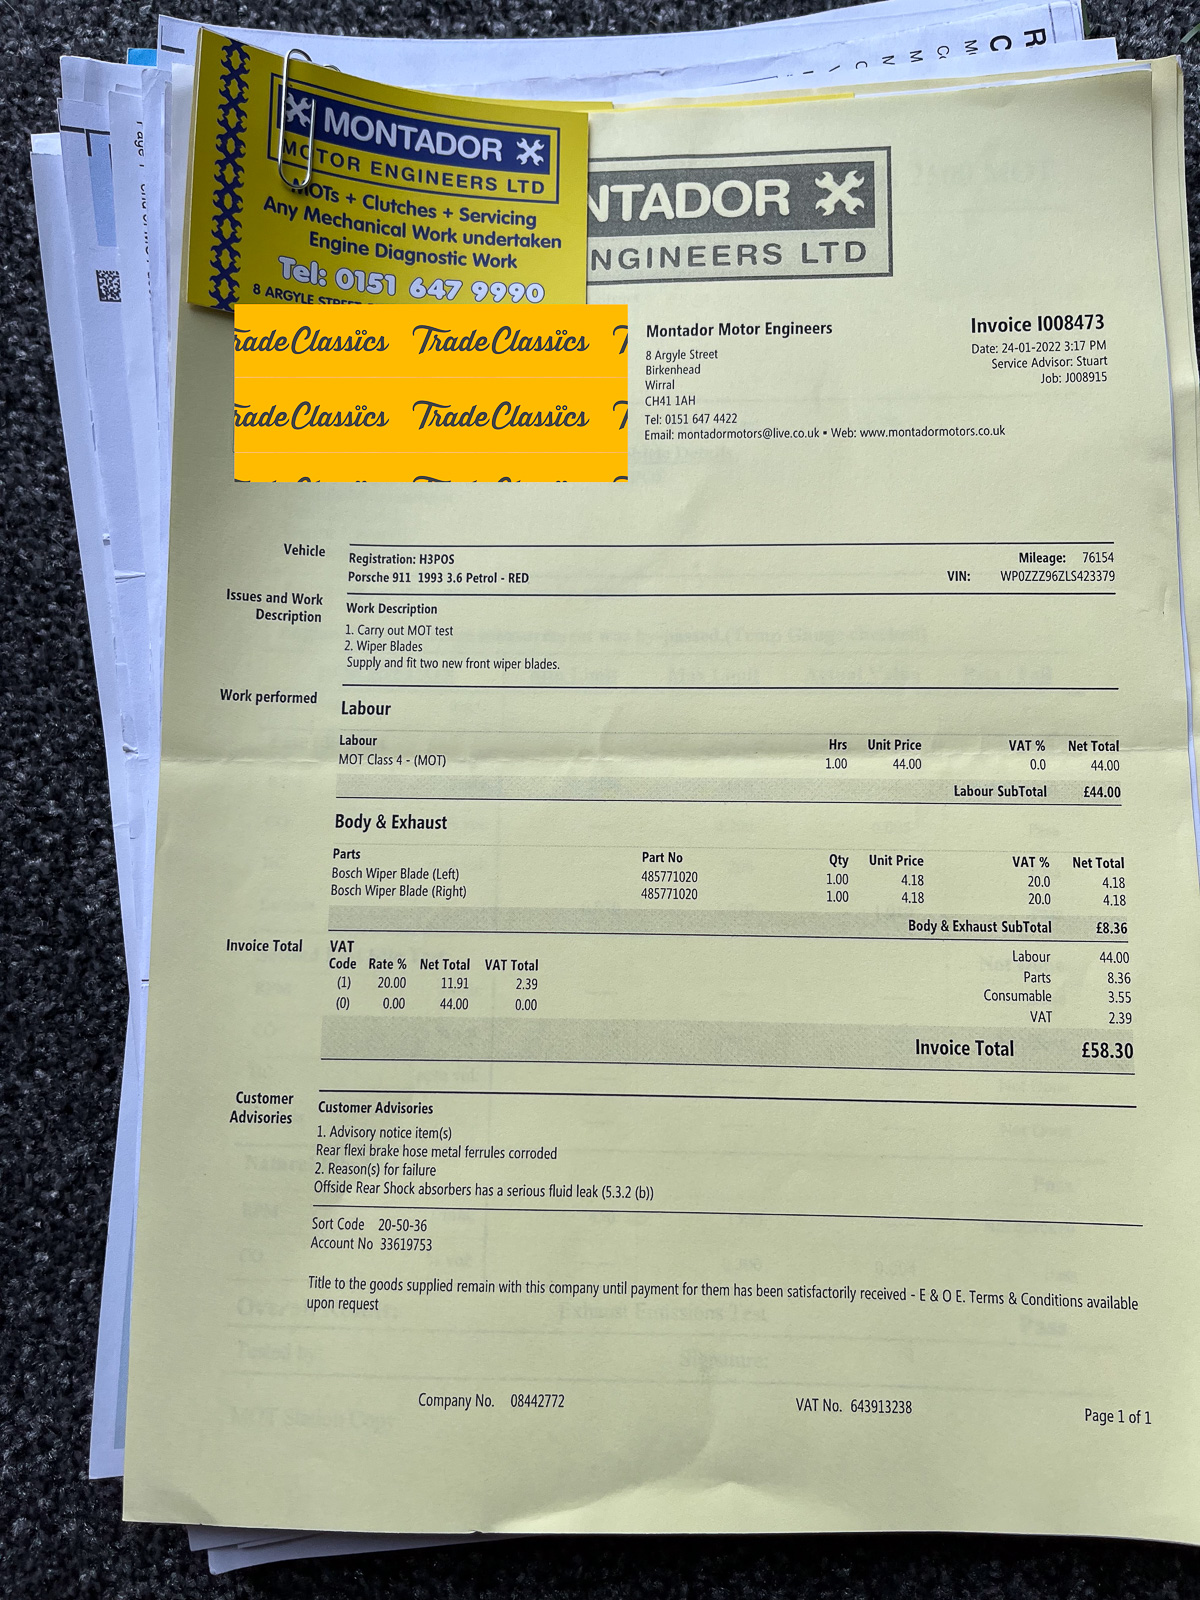 MONTADOR
MOTOR ENGINEERS LTD
MOTs + Clutches + Servicing
Any Mechanical Work undertaken
Engine Diagnostic Work
Tel: 0151 647 9990
8 ARGYLE STREET
NTADOR
NGINEERS LTD
rade Classics Trade Classics T
rade Classics Trade Classics T
Montador Motor Engineers
8 Argyle Street
Birkenhead
Wirral
CH41 1AH
Tel: 0151 647 4422
Email: montadormotors@live.co.uk • Web: www.montadormotors.co.uk
Invoice I008473
Date: 24-01-2022 3:17 PM
Service Advisor: Stuart
Job: J008915
Vehicle
Registration: H3POS Mileage: 76154
Porsche 911 1993 3.6 Petrol - RED VIN: WP0ZZZ96ZLS423379
Issues and Work
Description
Work Description
1. Carry out MOT test
2. Wiper Blades
Supply and fit two new front wiper blades.
Work performed
Labour
Labour Hrs Unit Price VAT % Net Total
MOT Class 4 - (MOT) 1.00 44.00 0.0 44.00
Labour SubTotal £44.00
Body & Exhaust
Parts Part No Qty Unit Price VAT % Net Total
Bosch Wiper Blade (Left) 485771020 1.00 4.18 20.0 4.18
Bosch Wiper Blade (Right) 485771020 1.00 4.18 20.0 4.18
Body & Exhaust SubTotal £8.36
Invoice Total
VAT
Code Rate % Net Total VAT Total
(1) 20.00 11.91 2.39
(0) 0.00 44.00 0.00
Labour 44.00
Parts 8.36
Consumable 3.55
VAT 2.39
Invoice Total £58.30
Customer
Advisories
Customer Advisories
1. Advisory notice item(s)
Rear flexi brake hose metal ferrules corroded
2. Reason(s) for failure
Offside Rear Shock absorbers has a serious fluid leak (5.3.2 (b))
Sort Code 20-50-36
Account No 33619753
Title to the goods supplied remain with this company until payment for them has been satisfactorily received - E & O E. Terms & Conditions available
upon request
Company No. 08442772 VAT No. 643913238
Page 1 of 1